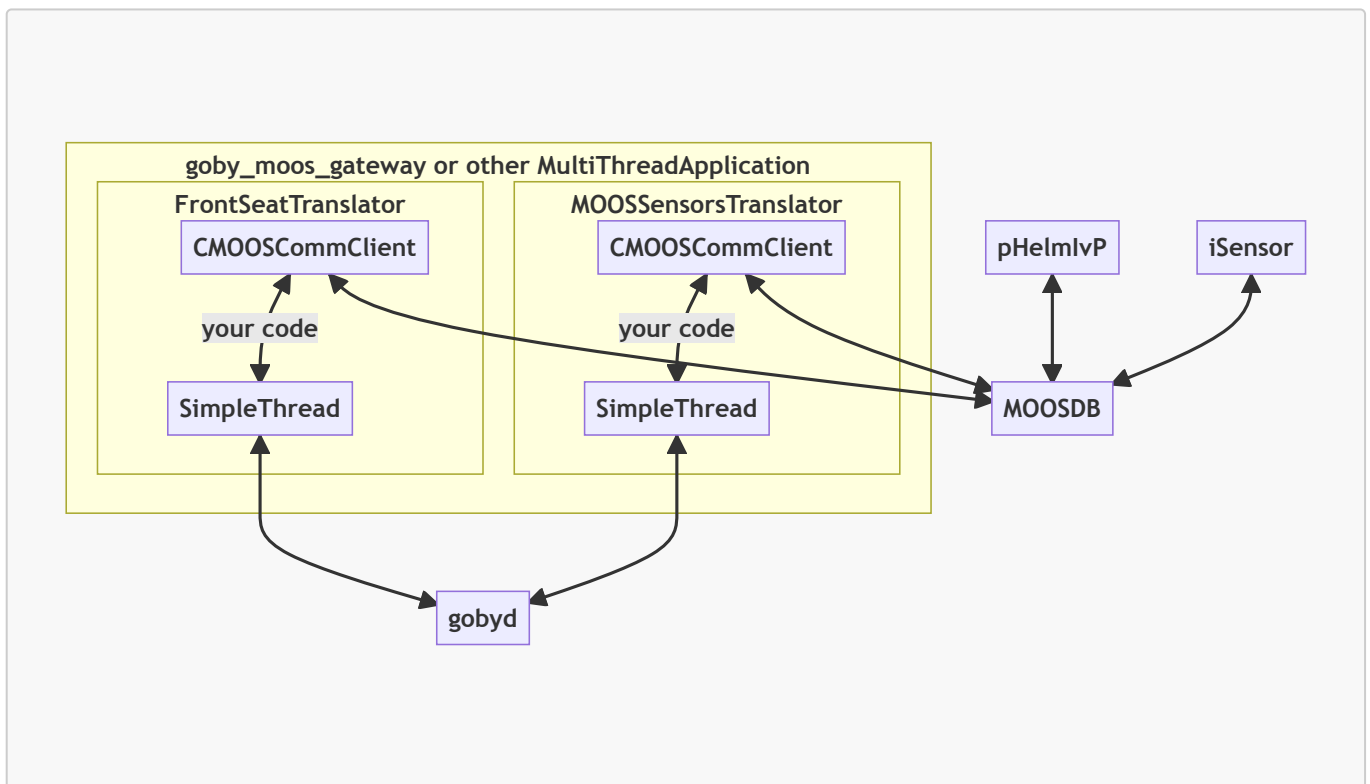 goby_moos_gateway or other MultiThreadApplication
FrontSeatTranslator
MOOSSensorsTranslator
CMOOSCommClient
CMOOSCommClient
pHelmIvP
iSensor
your code
your code
SimpleThread
SimpleThread
MOOSDB
gobyd